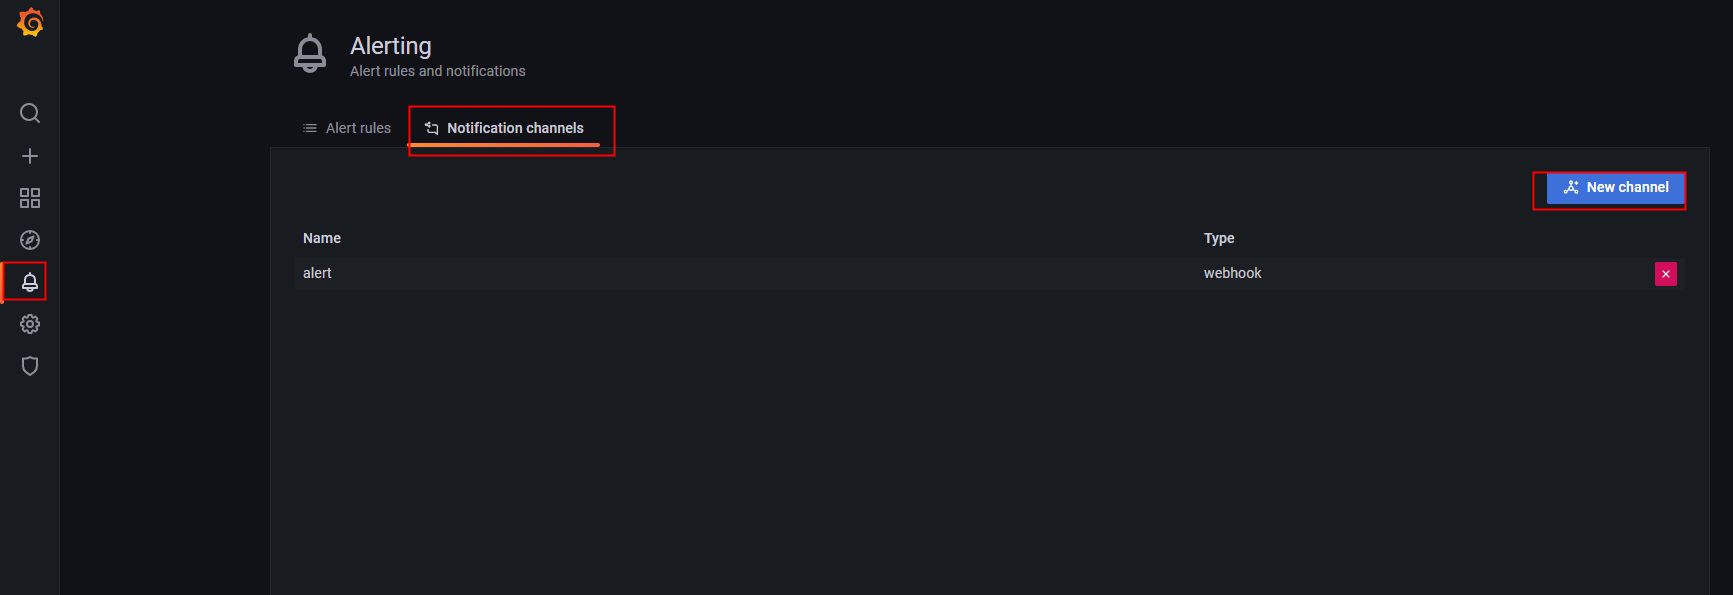 Alerting
Alert rules and notifications
Alert rules
Notification channels
New channel
Name
Type
alert
webhook